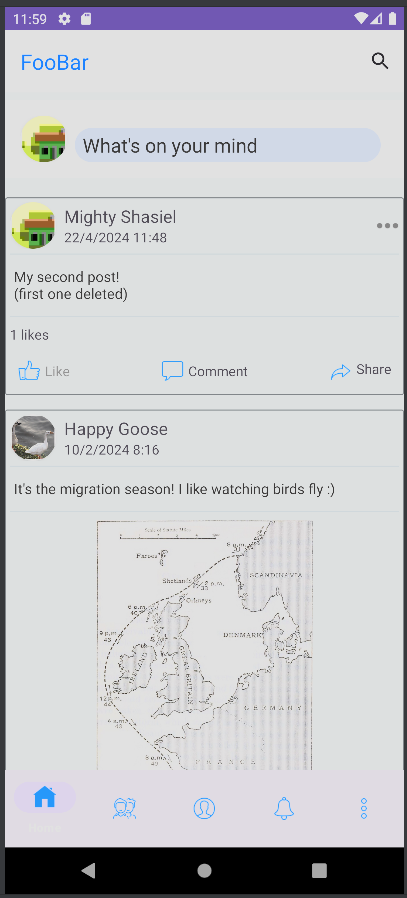 11:59
FooBar
What's on your mind
Mighty Shasiel
22/4/2024 11:48
My second post!
(first one deleted)
1 likes
Like
Comment
Share
Happy Goose
10/2/2024 8:16
It's the migration season! I like watching birds fly :)
Faroes
Shetlands
Orkneys
SCANDINAVIA
DENMARK
GREAT BRITAIN
GERMANY
FRANCE